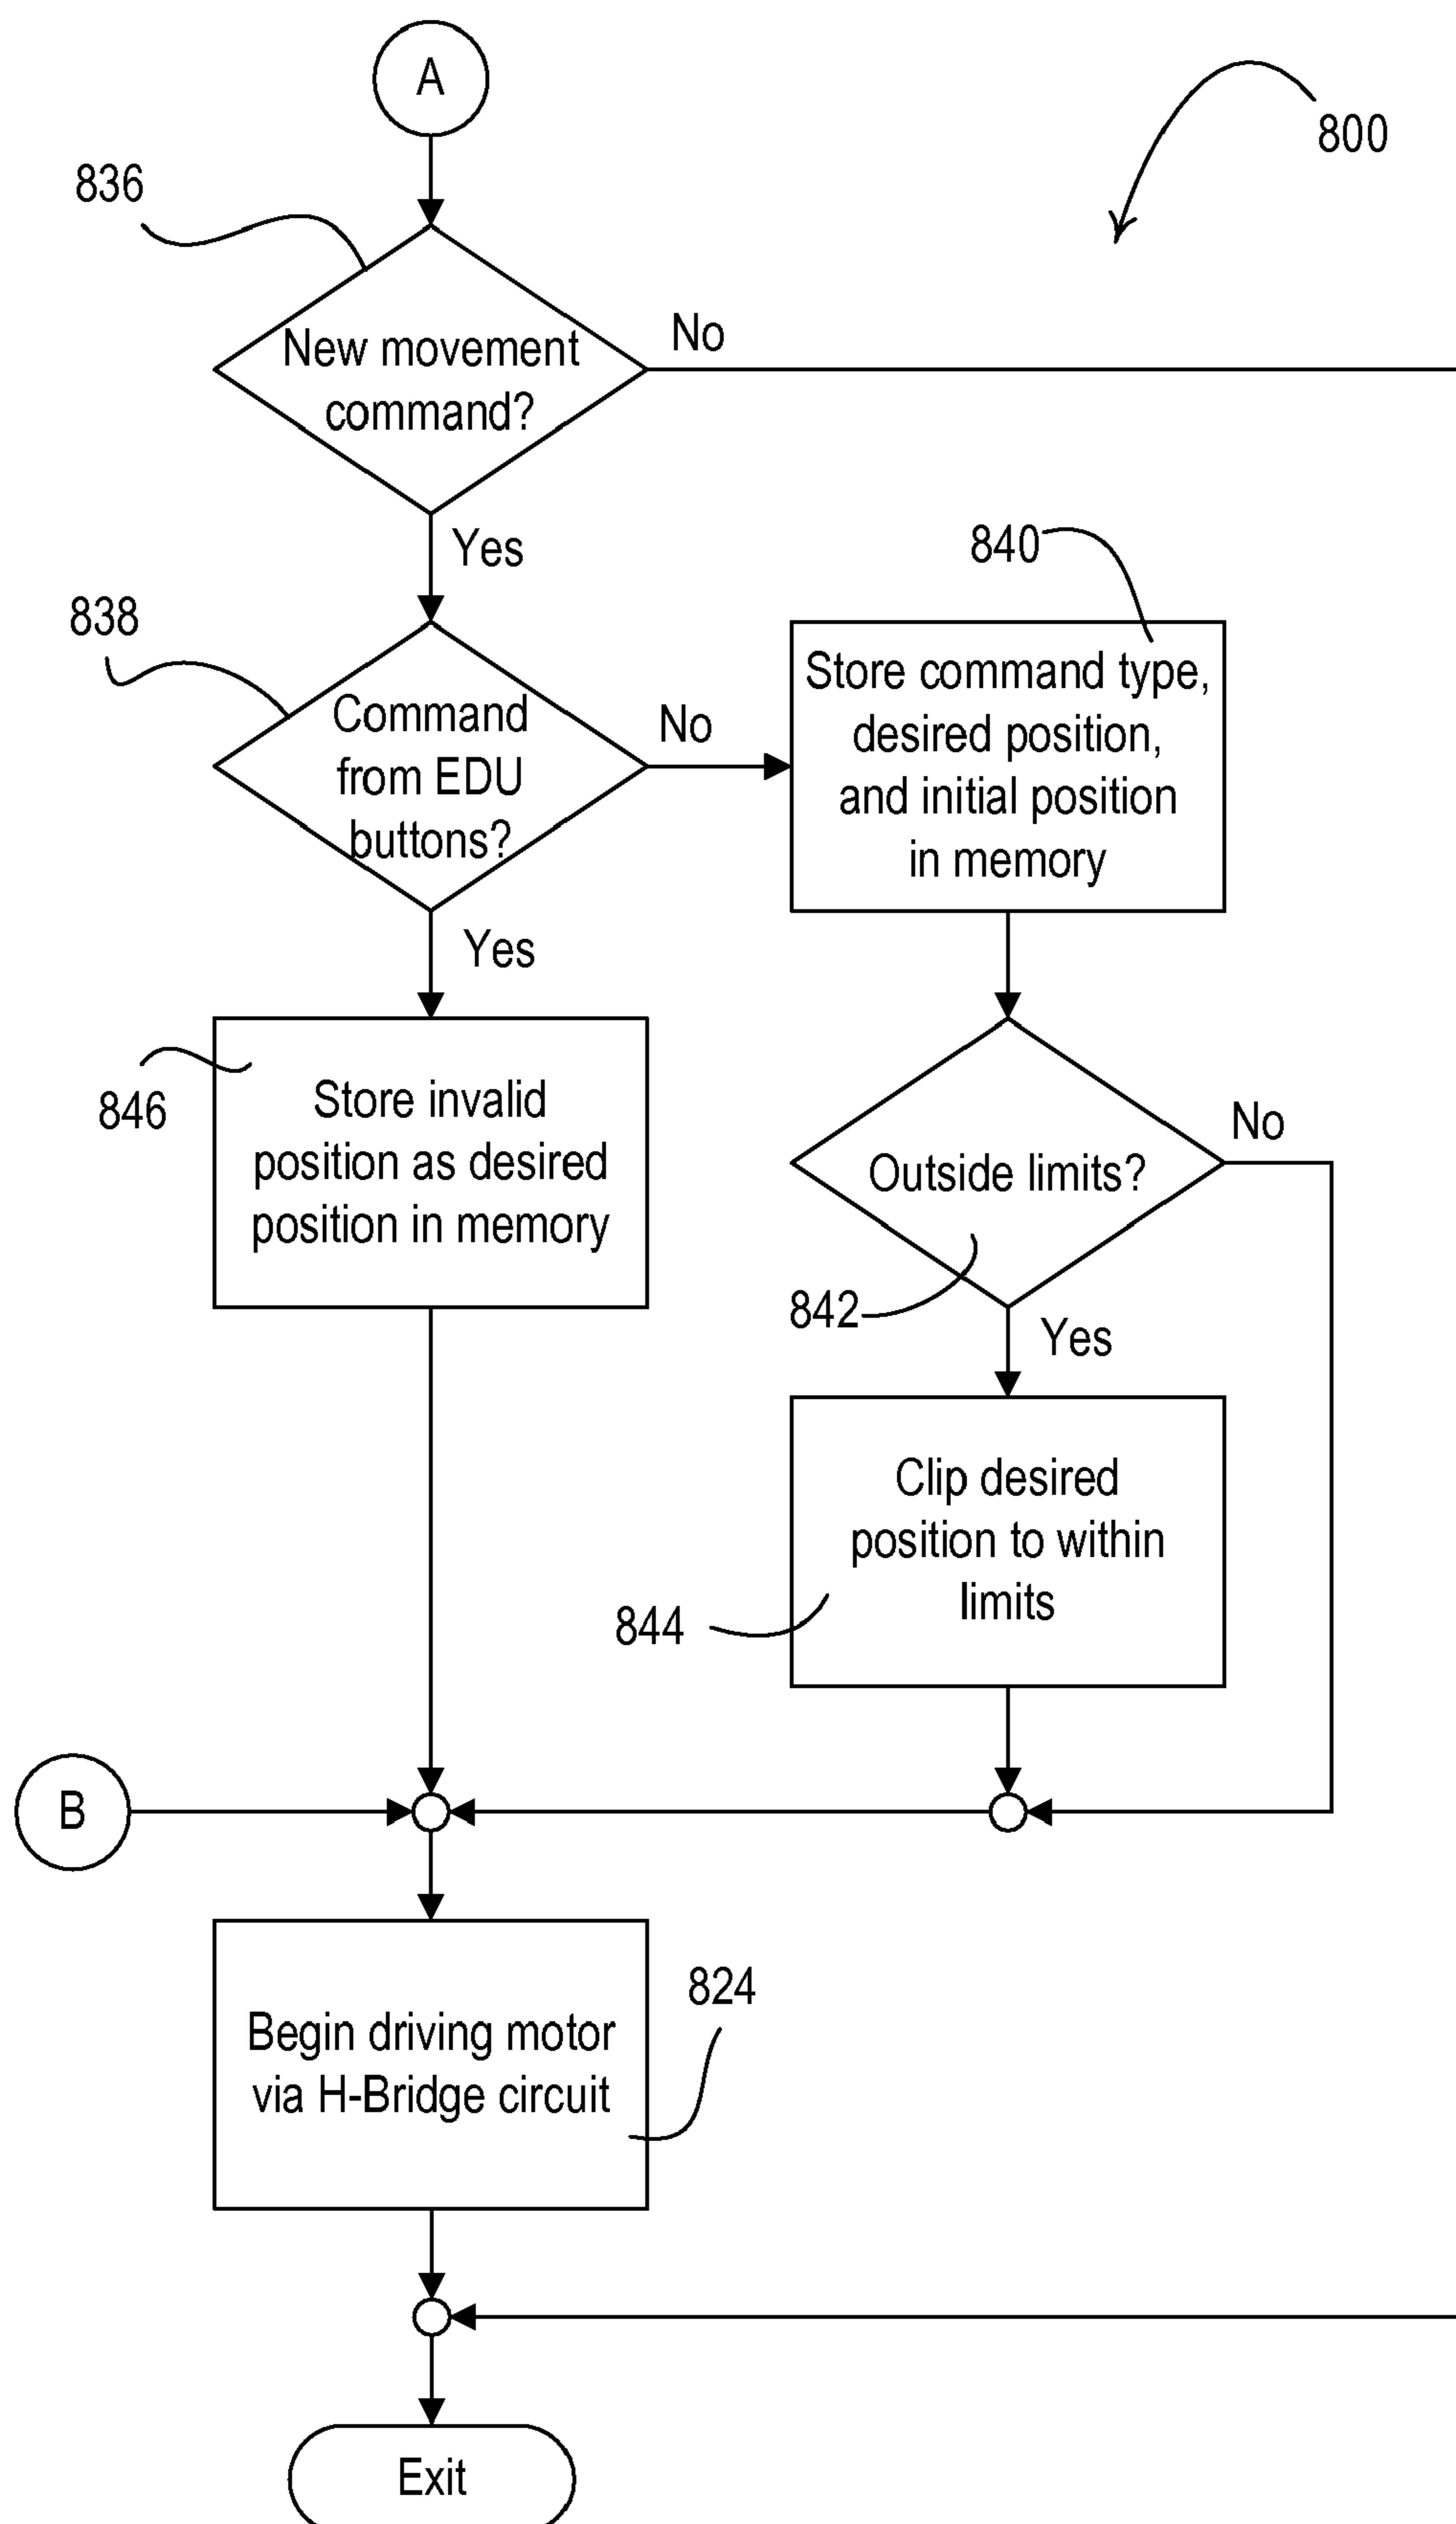 A
800
836
New movement
command?
No
Yes
838
Command
from EDU
buttons?
No
840
Store command type,
desired position,
and initial position
in memory
Yes
846
Store invalid
position as desired
position in memory
Outside limits?
No
842
Yes
Clip desired
position to within
limits
844
B
Begin driving motor
via H-Bridge circuit
824
Exit